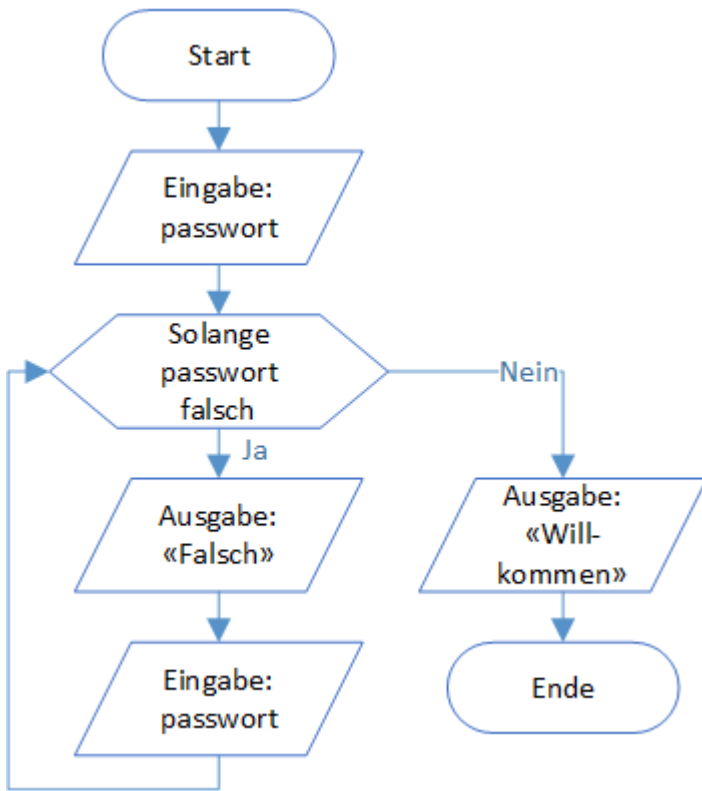 Start
Eingabe:
passwort
Solange
passwort
falsch
Nein
Ja
Ausgabe:
«Falsch»
Ausgabe:
«Will-
kommen»
Eingabe:
passwort
Ende